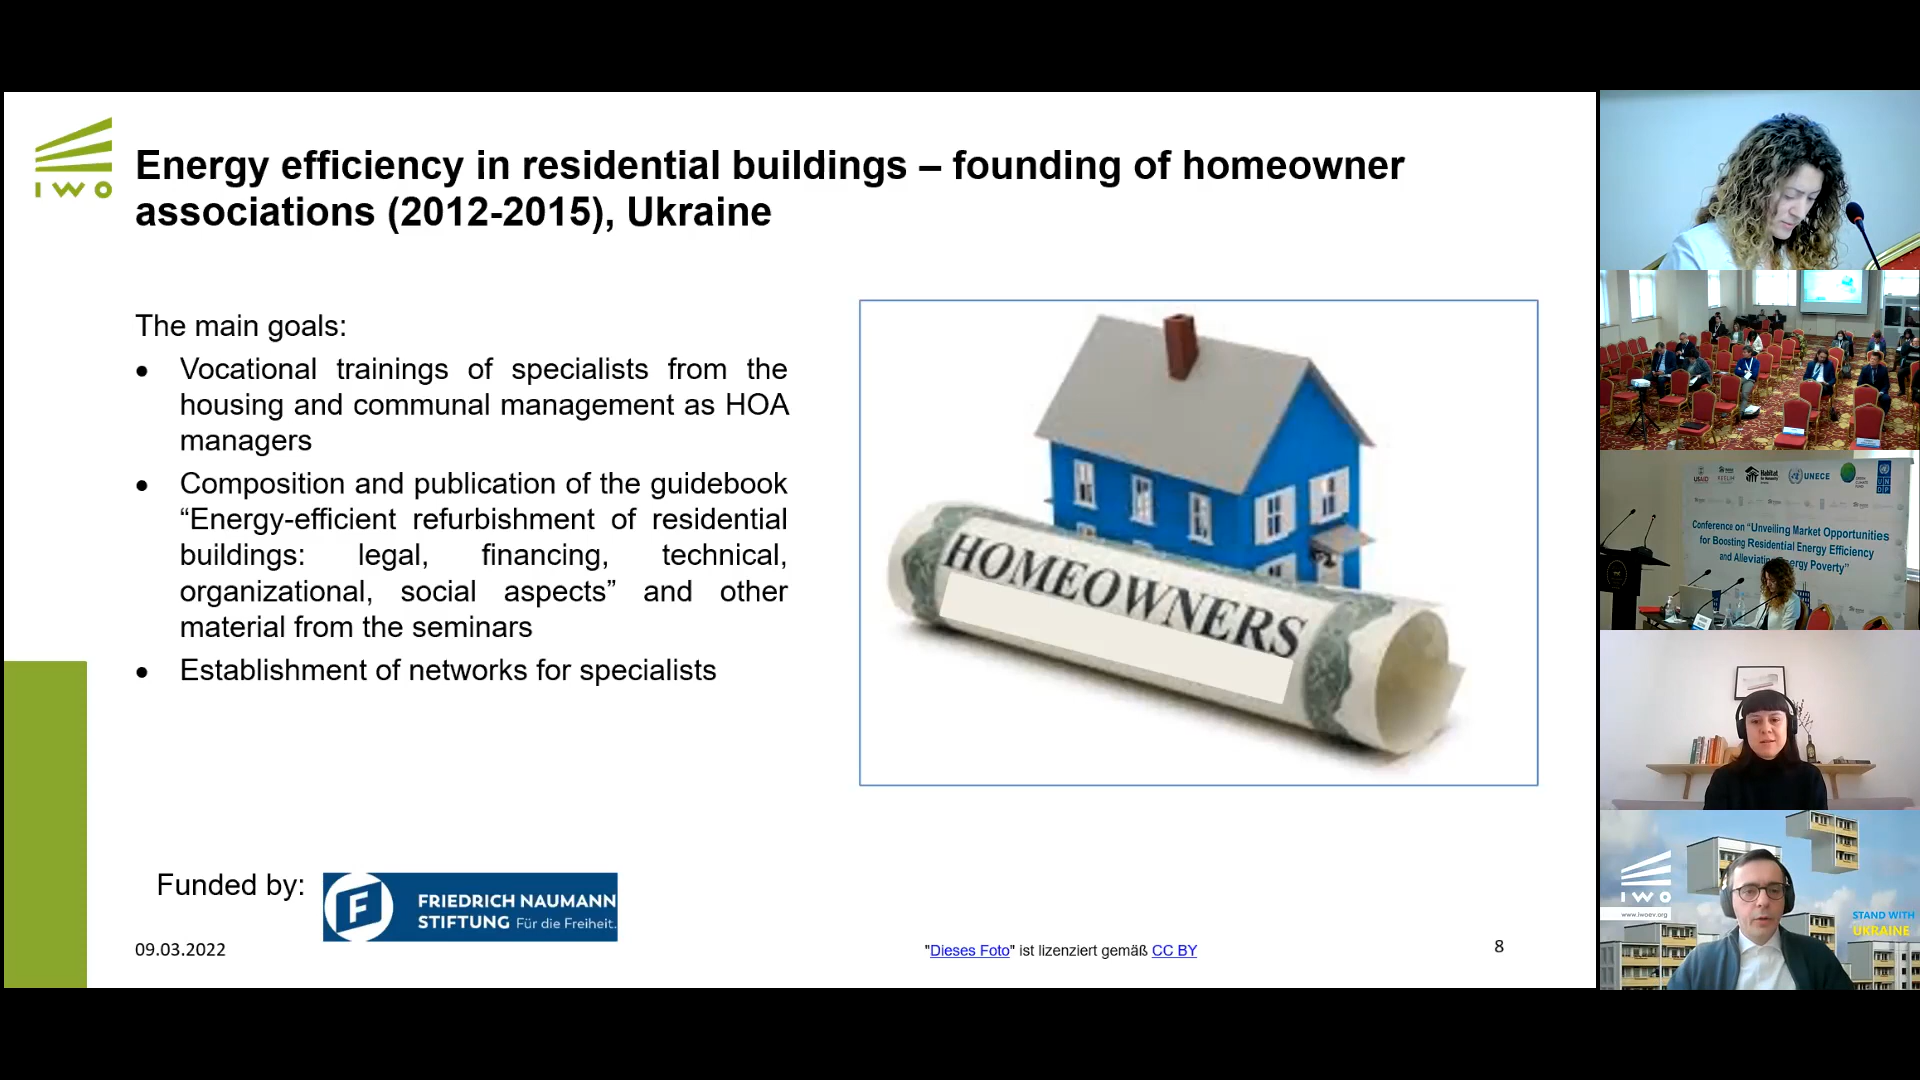 IWO
Energy efficiency in residential buildings – founding of homeowner
associations (2012-2015), Ukraine
The main goals:
• Vocational trainings of specialists from the
housing and communal management as HOA
managers
• Composition and publication of the guidebook
“Energy-efficient refurbishment of residential
buildings: legal, financing, technical,
organizational, social aspects” and other
material from the seminars
• Establishment of networks for specialists
HOMEOWNERS
Funded by:
F
FRIEDRICH NAUMANN
STIFTUNG Für die Freiheit.
09.03.2022
"Dieses Foto" ist lizenziert gemäß CC BY
8
USAID
Habitat
UNECE
UNDP
Conference on “Unveiling Market Opportunities
for Boosting Residential Energy Efficiency
and Alleviating Energy Poverty”
IWO
www.iwoev.org
STAND WITH
UKRAINE